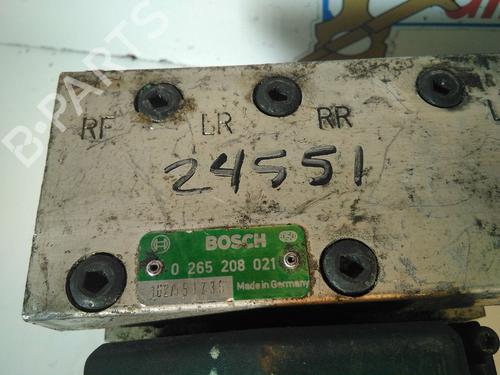 RF LR RR
24551
BOSCH
0 265 208 021
Made in Germany
B-PARTS